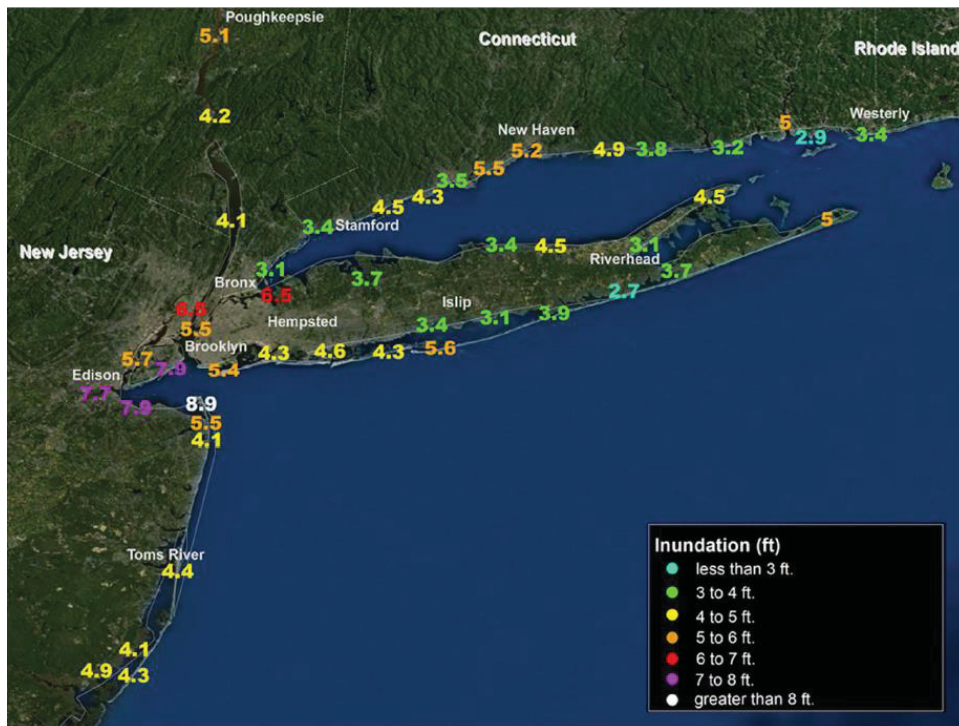 Poughkeepsie
5.1
Connecticut
Rhode Island
4.2
Westerly
New Haven
5
5.2
4.9
3.8
3.2
2.9
3.4
5.5
3.5
4.3
4.5
4.5
4.1
3.4
Stamford
5
New Jersey
3.4
4.5
3.1
Riverhead
3.1
3.7
3.7
Bronx
6.5
2.7
6.5
Islip
5.5
Hempsted
3.4
3.1
3.9
Brooklyn
4.3
4.6
4.3
5.6
5.7
7.9
5.4
Edison
7.7
7.9
8.9
5.5
4.1
Toms River
4.4
4.1
4.9
4.3
Inundation (ft)
less than 3 ft.
3 to 4 ft.
4 to 5 ft.
5 to 6 ft.
6 to 7 ft.
7 to 8 ft.
greater than 8 ft.